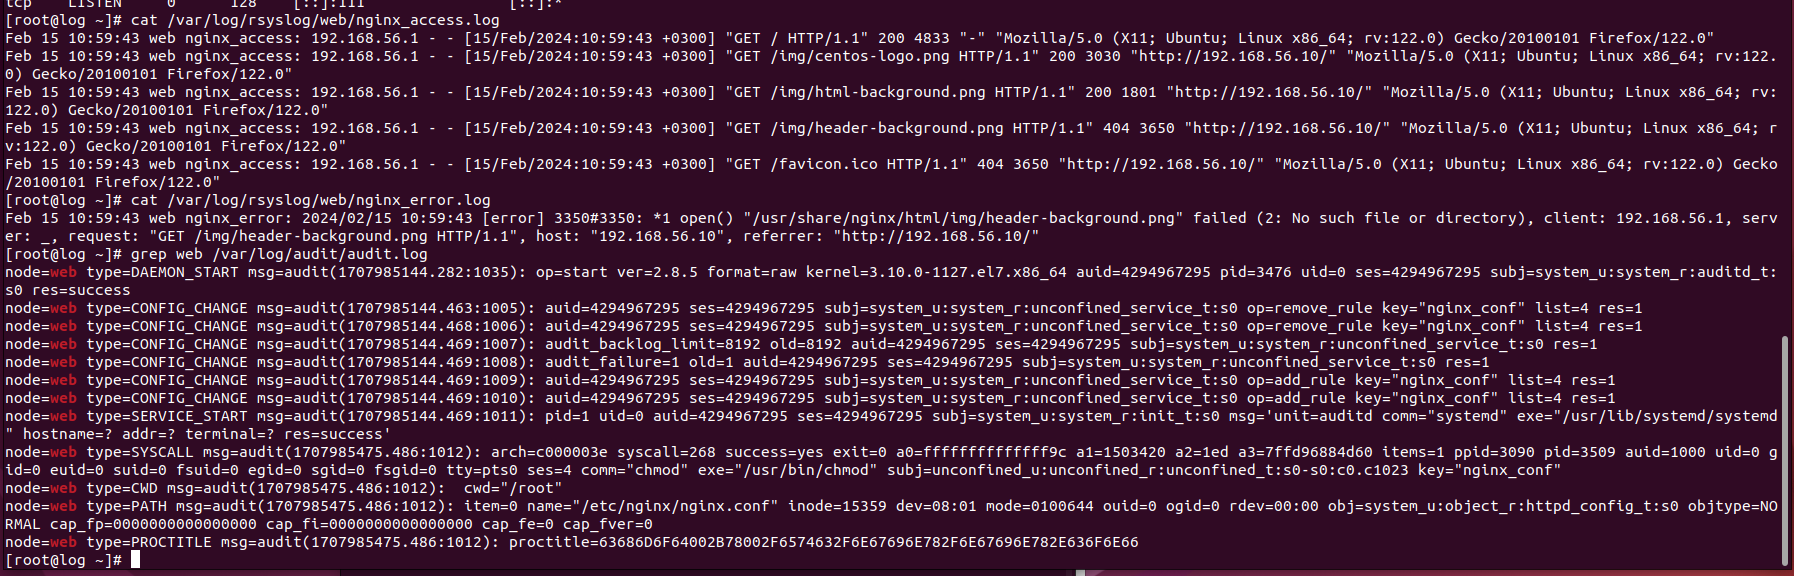 tcp    LISTEN     0      128    [::]:111                [::]:*
[root@log ~]# cat /var/log/rsyslog/web/nginx_access.log
Feb 15 10:59:43 web nginx_access: 192.168.56.1 - - [15/Feb/2024:10:59:43 +0300] "GET / HTTP/1.1" 200 4833 "-" "Mozilla/5.0 (X11; Ubuntu; Linux x86_64; rv:122.0) Gecko/20100101 Firefox/122.0"
Feb 15 10:59:43 web nginx_access: 192.168.56.1 - - [15/Feb/2024:10:59:43 +0300] "GET /img/centos-logo.png HTTP/1.1" 200 3030 "http://192.168.56.10/" "Mozilla/5.0 (X11; Ubuntu; Linux x86_64; rv:122.
0) Gecko/20100101 Firefox/122.0"
Feb 15 10:59:43 web nginx_access: 192.168.56.1 - - [15/Feb/2024:10:59:43 +0300] "GET /img/html-background.png HTTP/1.1" 200 1801 "http://192.168.56.10/" "Mozilla/5.0 (X11; Ubuntu; Linux x86_64; rv:
122.0) Gecko/20100101 Firefox/122.0"
Feb 15 10:59:43 web nginx_access: 192.168.56.1 - - [15/Feb/2024:10:59:43 +0300] "GET /img/header-background.png HTTP/1.1" 404 3650 "http://192.168.56.10/" "Mozilla/5.0 (X11; Ubuntu; Linux x86_64; r
v:122.0) Gecko/20100101 Firefox/122.0"
Feb 15 10:59:43 web nginx_access: 192.168.56.1 - - [15/Feb/2024:10:59:43 +0300] "GET /favicon.ico HTTP/1.1" 404 3650 "http://192.168.56.10/" "Mozilla/5.0 (X11; Ubuntu; Linux x86_64; rv:122.0) Gecko
/20100101 Firefox/122.0"
[root@log ~]# cat /var/log/rsyslog/web/nginx_error.log
Feb 15 10:59:43 web nginx_error: 2024/02/15 10:59:43 [error] 3350#3350: *1 open() "/usr/share/nginx/html/img/header-background.png" failed (2: No such file or directory), client: 192.168.56.1, serv
er: _, request: "GET /img/header-background.png HTTP/1.1", host: "192.168.56.10", referrer: "http://192.168.56.10/"
[root@log ~]# grep web /var/log/audit/audit.log
node=web type=DAEMON_START msg=audit(1707985144.282:1035): op=start ver=2.8.5 format=raw kernel=3.10.0-1127.el7.x86_64 auid=4294967295 pid=3476 uid=0 ses=4294967295 subj=system_u:system_r:auditd_t:
s0 res=success
node=web type=CONFIG_CHANGE msg=audit(1707985144.463:1005): auid=4294967295 ses=4294967295 subj=system_u:system_r:unconfined_service_t:s0 op=remove_rule key="nginx_conf" list=4 res=1
node=web type=CONFIG_CHANGE msg=audit(1707985144.468:1006): auid=4294967295 ses=4294967295 subj=system_u:system_r:unconfined_service_t:s0 op=remove_rule key="nginx_conf" list=4 res=1
node=web type=CONFIG_CHANGE msg=audit(1707985144.469:1007): audit_backlog_limit=8192 old=8192 auid=4294967295 ses=4294967295 subj=system_u:system_r:unconfined_service_t:s0 res=1
node=web type=CONFIG_CHANGE msg=audit(1707985144.469:1008): audit_failure=1 old=1 auid=4294967295 ses=4294967295 subj=system_u:system_r:unconfined_service_t:s0 res=1
node=web type=CONFIG_CHANGE msg=audit(1707985144.469:1009): auid=4294967295 ses=4294967295 subj=system_u:system_r:unconfined_service_t:s0 op=add_rule key="nginx_conf" list=4 res=1
node=web type=CONFIG_CHANGE msg=audit(1707985144.469:1010): auid=4294967295 ses=4294967295 subj=system_u:system_r:unconfined_service_t:s0 op=add_rule key="nginx_conf" list=4 res=1
node=web type=SERVICE_START msg=audit(1707985144.469:1011): pid=1 uid=0 auid=4294967295 ses=4294967295 subj=system_u:system_r:init_t:s0 msg='unit=auditd comm="systemd" exe="/usr/lib/systemd/systemd
" hostname=? addr=? terminal=? res=success'
node=web type=SYSCALL msg=audit(1707985475.486:1012): arch=c000003e syscall=268 success=yes exit=0 a0=ffffffffffffff9c a1=1503420 a2=1ed a3=7ffd96884d60 items=1 ppid=3090 pid=3509 auid=1000 uid=0 g
id=0 euid=0 suid=0 fsuid=0 egid=0 sgid=0 fsgid=0 tty=pts0 ses=4 comm="chmod" exe="/usr/bin/chmod" subj=unconfined_u:unconfined_r:unconfined_t:s0-s0:c0.c1023 key="nginx_conf"
node=web type=CWD msg=audit(1707985475.486:1012):  cwd="/root"
node=web type=PATH msg=audit(1707985475.486:1012): item=0 name="/etc/nginx/nginx.conf" inode=15359 dev=08:01 mode=0100644 ouid=0 ogid=0 rdev=00:00 obj=system_u:object_r:httpd_config_t:s0 objtype=NO
RMAL cap_fp=0000000000000000 cap_fi=0000000000000000 cap_fe=0 cap_fver=0
node=web type=PROCTITLE msg=audit(1707985475.486:1012): proctitle=63686D6F64002B78002F6574632F6E67696E782F6E67696E782E636F6E66
[root@log ~]#